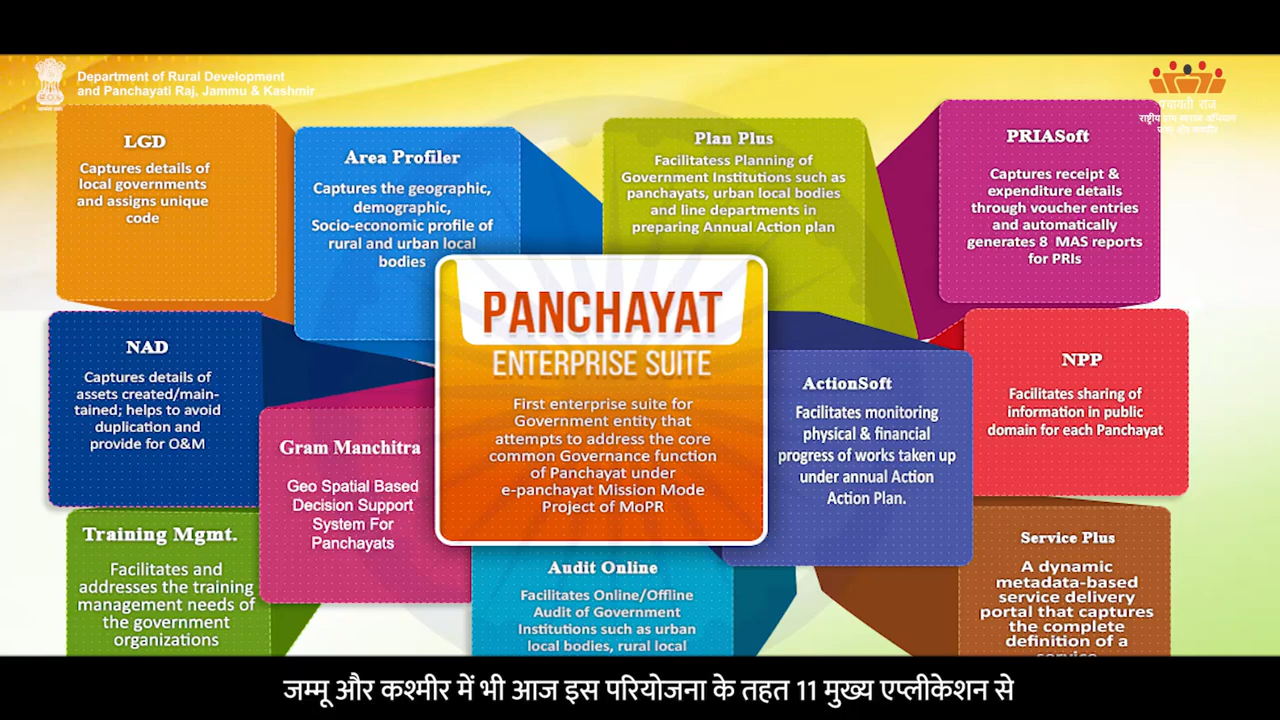 Department of Rural Development
and Panchayati Raj, Jammu & Kashmir
पंचायती राज
राष्ट्रीय ग्राम स्वराज अभियान
LGD
Captures details of
local governments
and assigns unique
code
Area Profiler
Captures the geographic,
demographic,
Socio-economic profile of
rural and urban local
bodies
Plan Plus
Facilitatess Planning of
Government Institutions such as
panchayats, urban local bodies
and line departments in
preparing Annual Action plan
PRIASoft
Captures receipt &
expenditure details
through voucher entries
and automatically
generates 8 MAS reports
for PRIs
NAD
Captures details of
assets created/main-
tained; helps to avoid
duplication and
provide for O&M
Gram Manchitra
Geo Spatial Based
Decision Support
System For
Panchayats
PANCHAYAT
ENTERPRISE SUITE
First enterprise suite for
Government entity that
attempts to address the core
common Governance function
of Panchayat under
e-panchayat Mission Mode
Project of MoPR
ActionSoft
Facilitates monitoring
physical & financial
progress of works taken up
under annual Action
Action Plan.
NPP
Facilitates sharing of
information in public
domain for each Panchayat
Training Mgmt.
Facilitates and
addresses the training
management needs of
the government
organizations
Audit Online
Facilitates Online/Offline
Audit of Government
Institutions such as urban
local bodies, rural local
Service Plus
A dynamic
metadata-based
service delivery
portal that captures
the complete
definition of a
service
जम्मू और कश्मीर में भी आज इस परियोजना के तहत 11 मुख्य एप्लीकेशन से